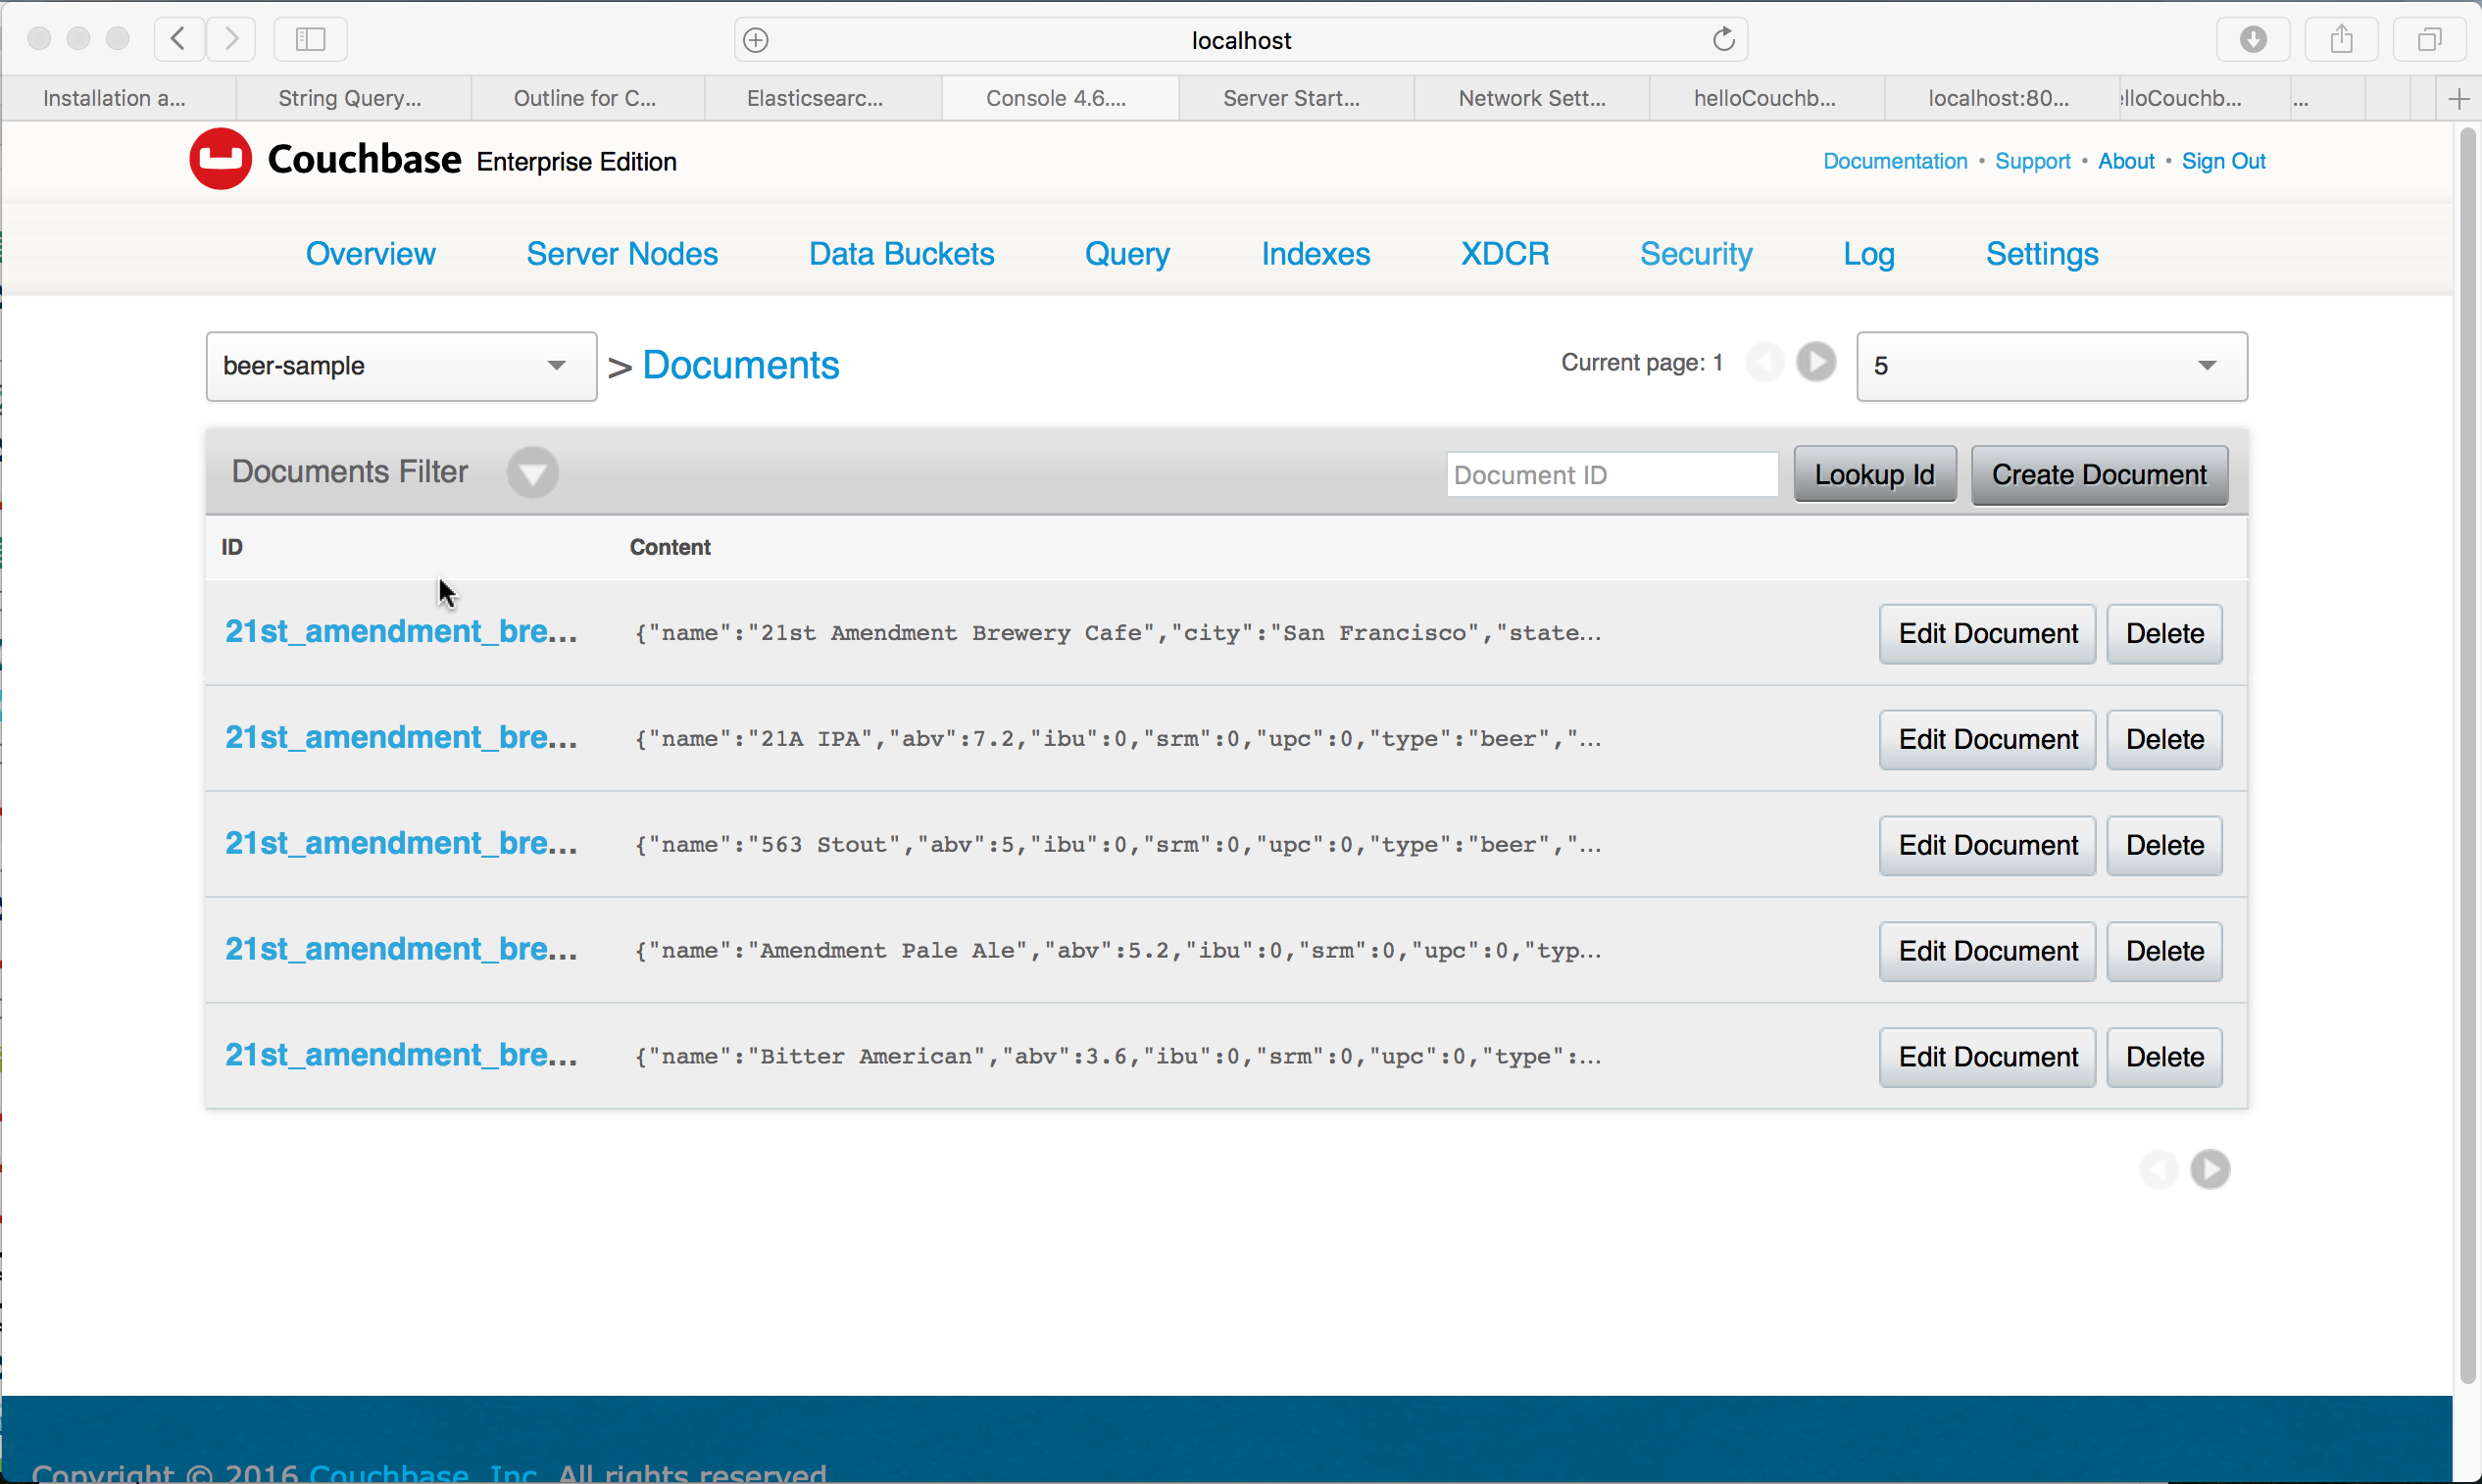 localhost
Installation a...
String Query...
Outline for C...
Elasticsearc...
Console 4.6....
Server Start...
Network Sett...
helloCouchb...
localhost:80...
lloCouchb...
...
Couchbase Enterprise Edition
Documentation • Support • About • Sign Out
Overview Server Nodes Data Buckets Query Indexes XDCR Security Log Settings
beer-sample > Documents
Current page: 1
5
Documents Filter
Document ID
Lookup Id
Create Document
ID Content
21st_amendment_bre... {"name":"21st Amendment Brewery Cafe","city":"San Francisco","state... Edit Document Delete
21st_amendment_bre... {"name":"21A IPA","abv":7.2,"ibu":0,"srm":0,"upc":0,"type":"beer","... Edit Document Delete
21st_amendment_bre... {"name":"563 Stout","abv":5,"ibu":0,"srm":0,"upc":0,"type":"beer","... Edit Document Delete
21st_amendment_bre... {"name":"Amendment Pale Ale","abv":5.2,"ibu":0,"srm":0,"upc":0,"typ... Edit Document Delete
21st_amendment_bre... {"name":"Bitter American","abv":3.6,"ibu":0,"srm":0,"upc":0,"type":... Edit Document Delete
Copyright © 2016 Couchbase, Inc. All rights reserved